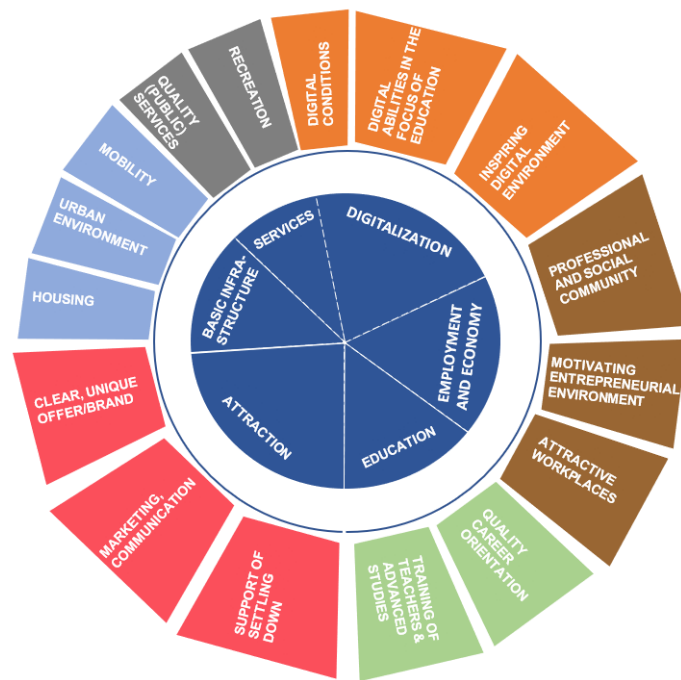 DIGITAL
CONDITIONS
DIGITAL
ABILITIES IN THE
FOCUS OF
EDUCATION
INSPIRING
DIGITAL
ENVIRONMENT
PROFESSIONAL
AND SOCIAL
COMMUNITY
MOTIVATING
ENTREPRENEURIAL
ENVIRONMENT
ATTRACTIVE
WORKPLACES
QUALITY
CAREER
ORIENTATION
TRAINING OF
TEACHERS &
ADVANCED
STUDIES
SUPPORT OF
SETTLING
DOWN
MARKETING,
COMMUNICATION
CLEAR, UNIQUE
OFFER/BRAND
HOUSING
URBAN
ENVIRONMENT
MOBILITY
QUALITY
(PUBLIC)
SERVICES
RECREATION
DIGITALIZATION
EMPLOYMENT
AND ECONOMY
EDUCATION
ATTRACTION
BASIC INFRA-
STRUCTURE
SERVICES